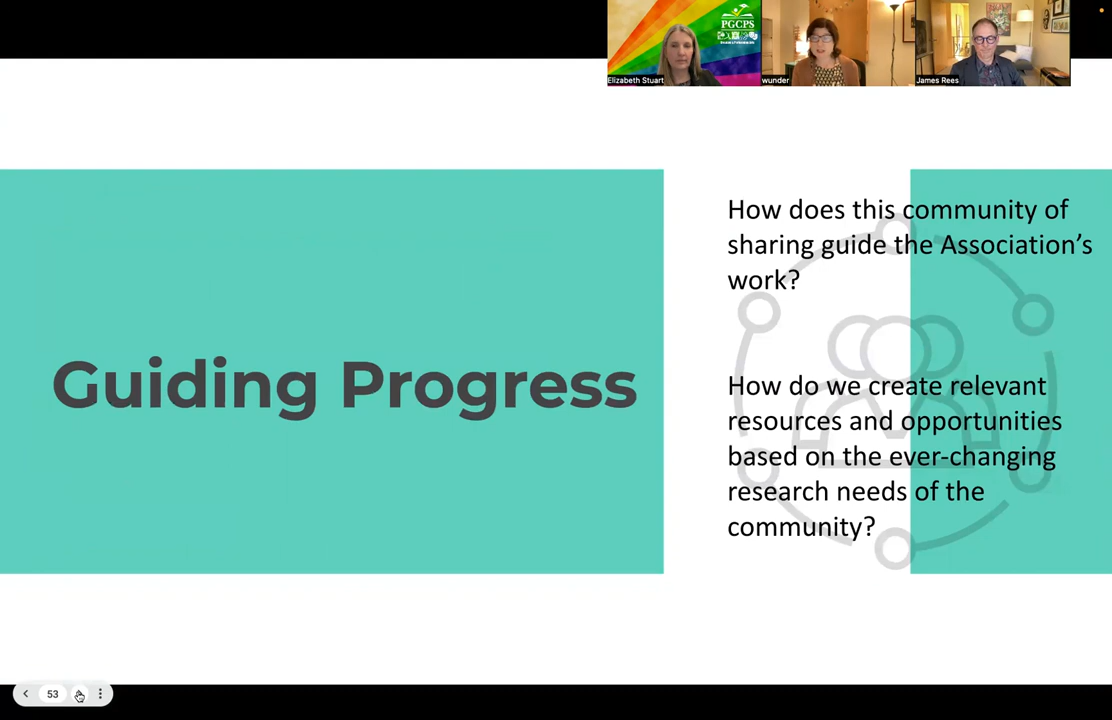 PGCPS
Elizabeth Stuart
wunder
James Rees
Guiding Progress
How does this community of
sharing guide the Association's
work?
How do we create relevant
resources and opportunities
based on the ever-changing
research needs of the
community?
53